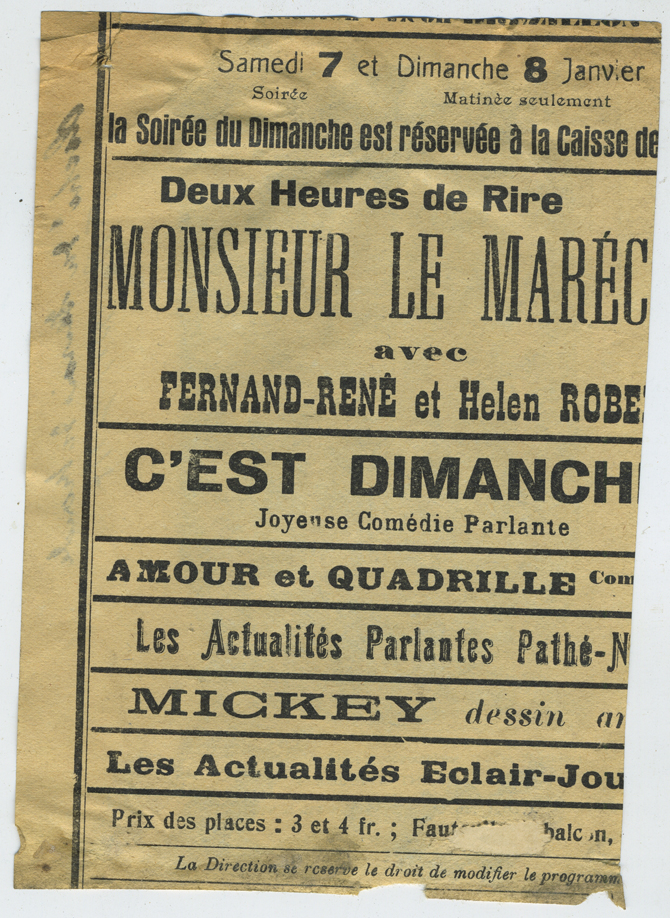 Samedi 7 et Dimanche 8 Janvier
Soirée Matinée seulement
la Soirée du Dimanche est réservée à la Caisse de
Deux Heures de Rire
MONSIEUR LE MARÉC
avec
FERNAND-RENÊ et Helen ROBE
C'EST DIMANCH
Joyeuse Comédie Parlante
AMOUR et QUADRILLE Com
Les Actualités Parlantes Pathé-N
MICKEY dessin an
Les Actualités Eclair-Jou
Prix des places : 3 et 4 fr. ; Faut balcon,
La Direction se reserve le droit de modifier le programm